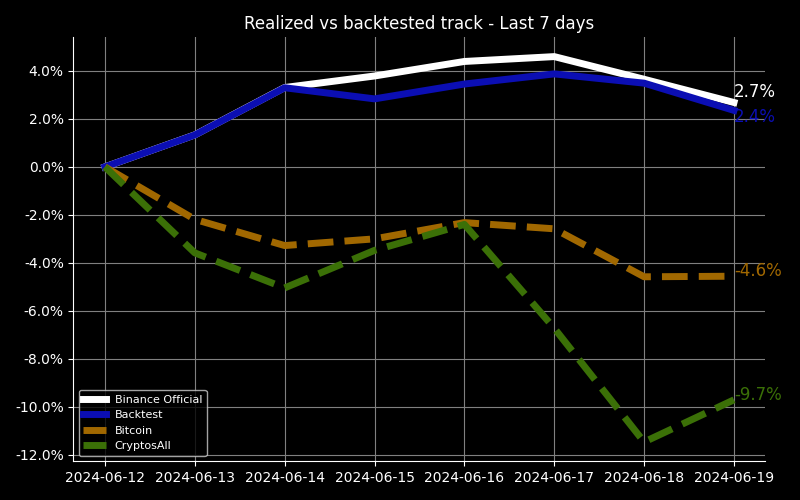 Realized vs backtested track - Last 7 days
4.0%
2.0%
0.0%
-2.0%
-4.0%
-6.0%
-8.0%
-10.0%
-12.0%
2.7%
2.4%
-4.6%
-9.7%
Binance Official
Backtest
Bitcoin
CryptosAll
2024-06-12 2024-06-13 2024-06-14 2024-06-15 2024-06-16 2024-06-17 2024-06-18 2024-06-19